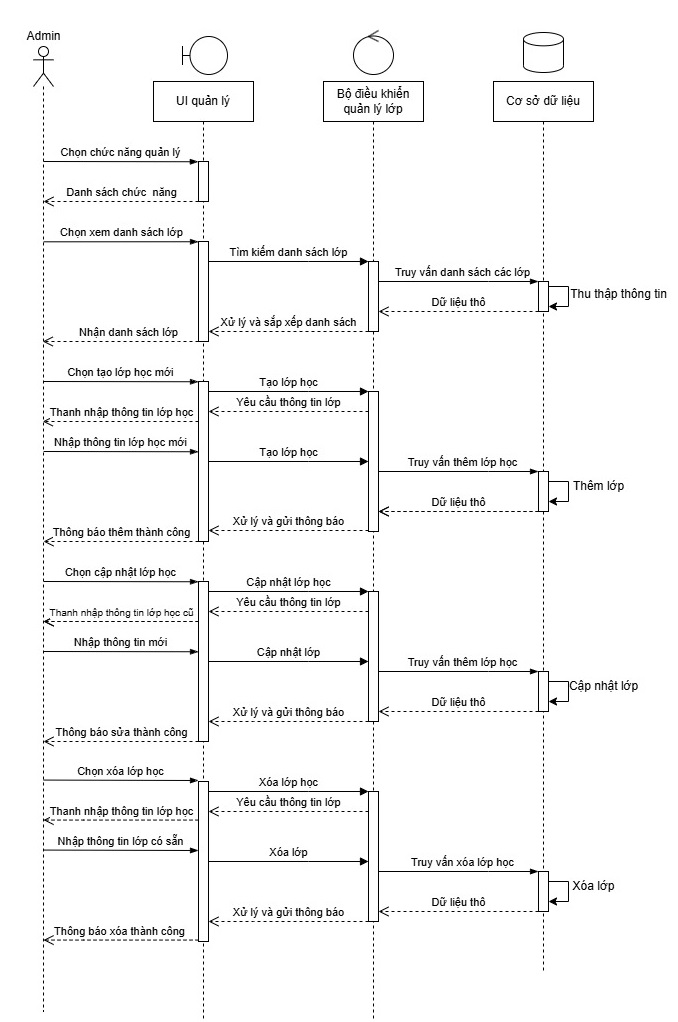 Admin
UI quản lý
Bộ điều khiển
quản lý lớp
Cơ sở dữ liệu
Chọn chức năng quản lý
Danh sách chức năng
Chọn xem danh sách lớp
Tìm kiếm danh sách lớp
Truy vấn danh sách các lớp
Thu thập thông tin
Dữ liệu thô
Xử lý và sắp xếp danh sách
Nhận danh sách lớp
Chọn tạo lớp học mới
Tạo lớp học
Yêu cầu thông tin lớp
Thanh nhập thông tin lớp học
Nhập thông tin lớp học mới
Tạo lớp học
Truy vấn thêm lớp học
Thêm lớp
Dữ liệu thô
Xử lý và gửi thông báo
Thông báo thêm thành công
Chọn cập nhật lớp học
Cập nhật lớp học
Yêu cầu thông tin lớp
Thanh nhập thông tin lớp học cũ
Nhập thông tin mới
Cập nhật lớp
Truy vấn thêm lớp học
Cập nhật lớp
Dữ liệu thô
Xử lý và gửi thông báo
Thông báo sửa thành công
Chọn xóa lớp học
Xóa lớp học
Yêu cầu thông tin lớp
Thanh nhập thông tin lớp học
Nhập thông tin lớp có sẵn
Xóa lớp
Truy vấn xóa lớp học
Xóa lớp
Dữ liệu thô
Xử lý và gửi thông báo
Thông báo xóa thành công